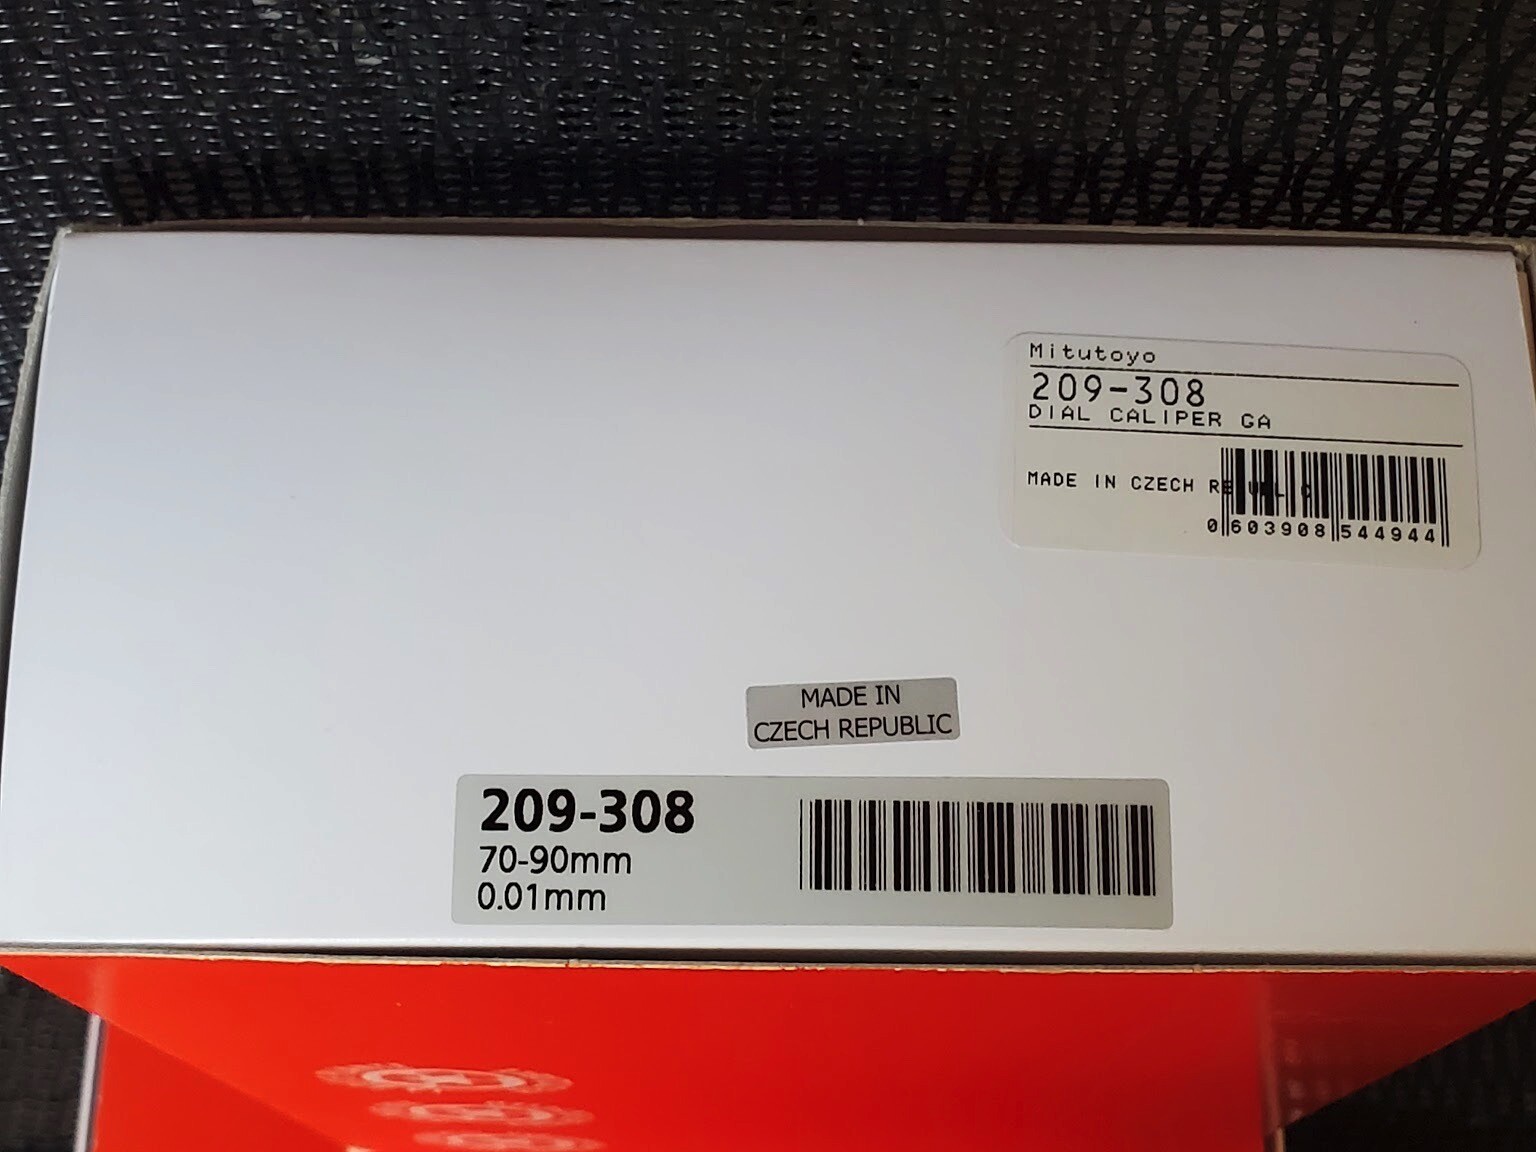 Mitutoyo
209-308
DIAL CALIPER GA
MADE IN CZECH REPUBLIC
0 603908 544944
MADE IN
CZECH REPUBLIC
209-308
70-90mm
0.01mm